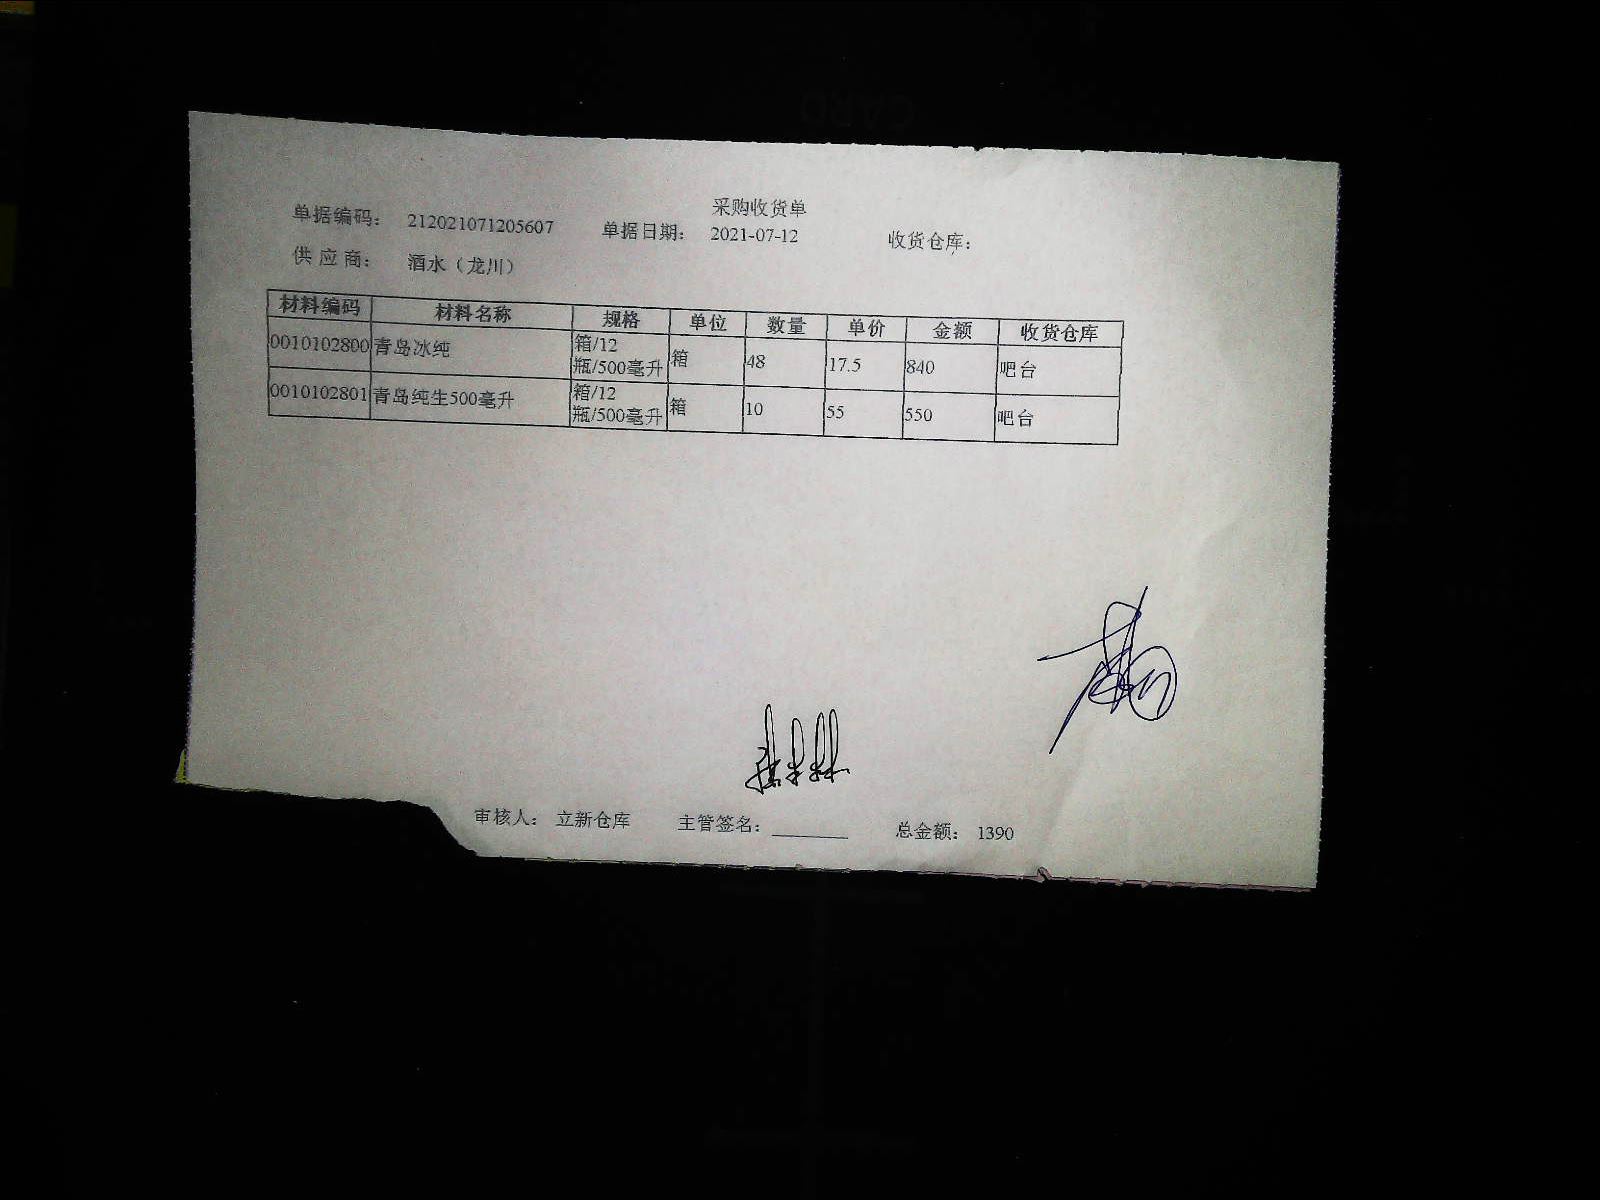 采购收货单
单据编码： 212021071205607 单据日期： 2021-07-12 收货仓库：
供 应 商： 酒水（龙川）
材料编码 材料名称 规格 单位 数量 单价 金额 收货仓库
0010102800 青岛冰纯 箱/12瓶/500毫升 箱 48 17.5 840 吧台
0010102801 青岛纯生500毫升 箱/12瓶/500毫升 箱 10 55 550 吧台
审核人： 立新仓库 主管签名： ________ 总金额： 1390